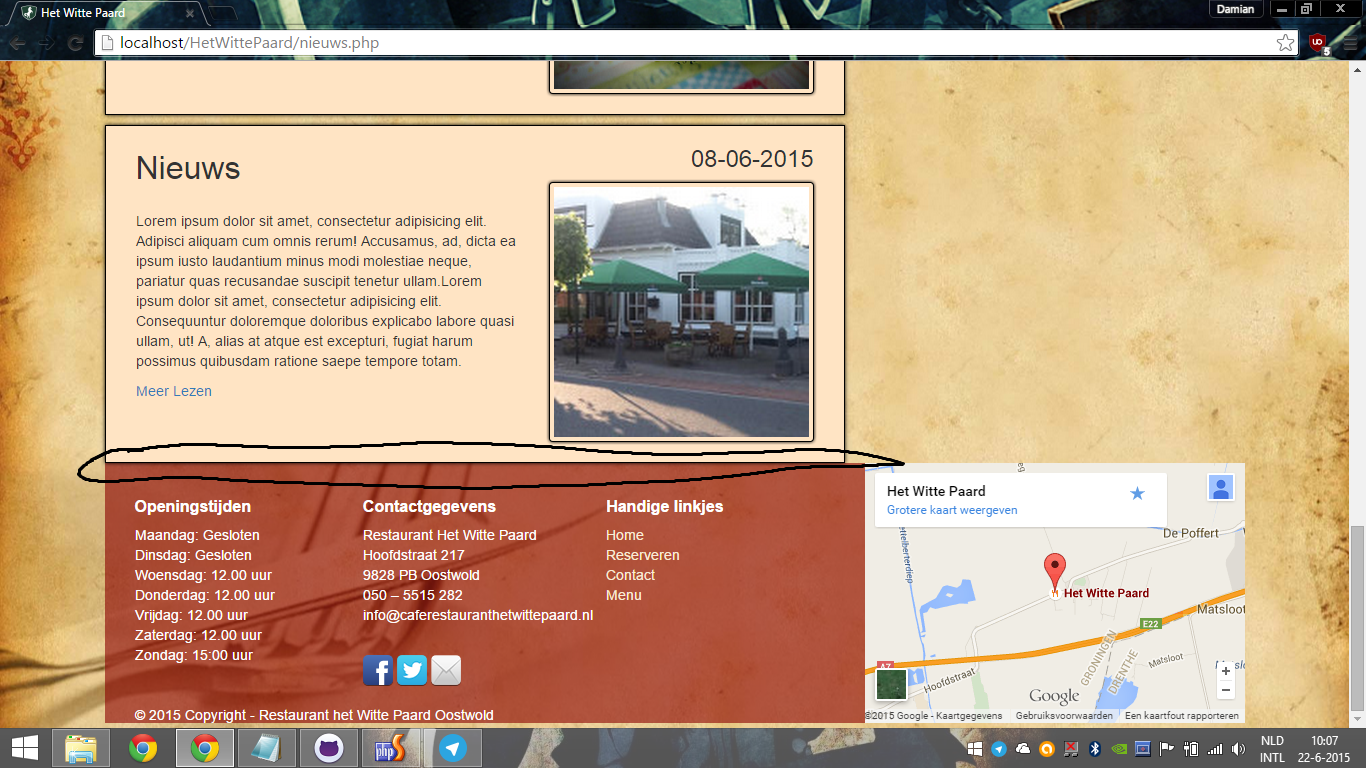 Het Witte Paard
Damian
localhost/HetWittePaard/nieuws.php
5
Nieuws
08-06-2015
Lorem ipsum dolor sit amet, consectetur adipisicing elit.
Adipisci aliquam cum omnis rerum! Accusamus, ad, dicta ea
ipsum iusto laudantium minus modi molestiae neque,
pariatur quas recusandae suscipit tenetur ullam.Lorem
ipsum dolor sit amet, consectetur adipisicing elit.
Consequuntur doloremque doloribus explicabo labore quasi
ullam, ut! A, alias at atque est excepturi, fugiat harum
possimus quibusdam ratione saepe tempore totam.
Meer Lezen
Openingstijden
Maandag: Gesloten
Dinsdag: Gesloten
Woensdag: 12.00 uur
Donderdag: 12.00 uur
Vrijdag: 12.00 uur
Zaterdag: 12.00 uur
Zondag: 15:00 uur
Contactgegevens
Restaurant Het Witte Paard
Hoofdstraat 217
9828 PB Oostwold
050 – 5515 282
info@caferestauranthetwittepaard.nl
Handige linkjes
Home
Reserveren
Contact
Menu
© 2015 Copyright - Restaurant het Witte Paard Oostwold
Het Witte Paard
Grotere kaart weergeven
De Poffert
Het Witte Paard
Matsloot
E22
A7
GRONINGEN
DRENTHE
Matsloot
Hoofdstraat
Google
©2015 Google - Kaartgegevens
Gebruiksvoorwaarden
Een kaartfout rapporteren
+
−
php
NLD
INTL
10:07
22-6-2015